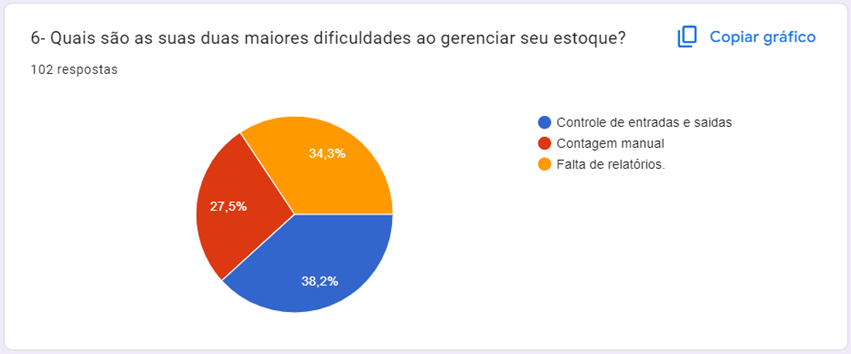 6- Quais são as suas duas maiores dificuldades ao gerenciar seu estoque?
Copiar gráfico
102 respostas
Controle de entradas e saidas
Contagem manual
Falta de relatórios.
34,3%
27,5%
38,2%